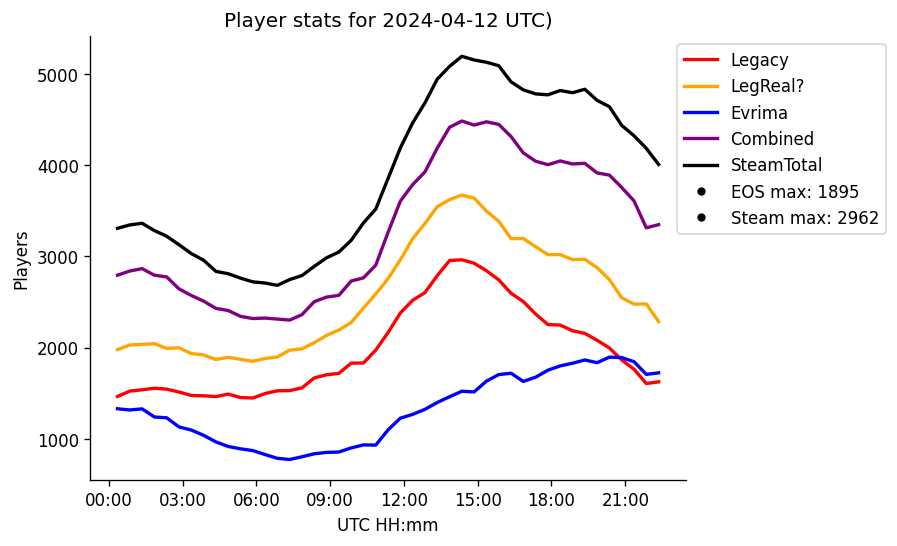 Player stats for 2024-04-12 UTC)
Legacy
LegReal?
Evrima
Combined
SteamTotal
EOS max: 1895
Steam max: 2962
Players
5000
4000
3000
2000
1000
00:00 03:00 06:00 09:00 12:00 15:00 18:00 21:00
UTC HH:mm